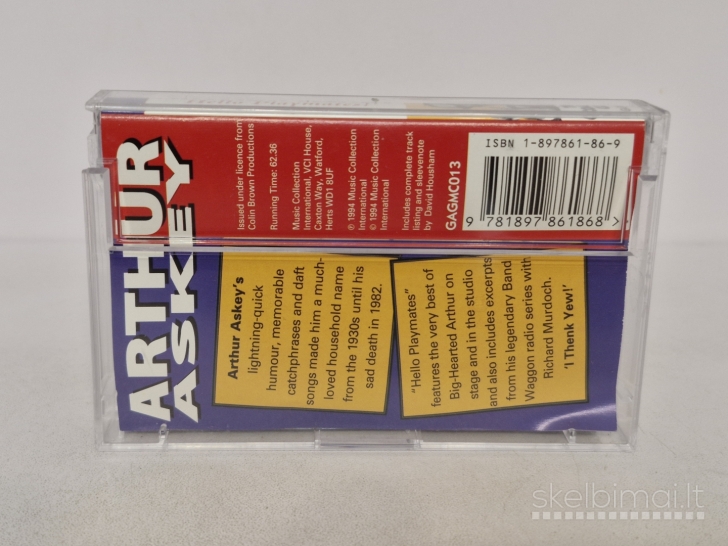 ARTHUR
ASKEY
Issued under licence from
Colin Brown Productions
Running Time: 62.36
Music Collection
International, VCI House,
Caxton Way, Watford,
Herts WD1 8UF
℗ 1994 Music Collection
International
© 1994 Music Collection
International
Includes complete track
listing and sleevenote
by David Housham
GAGMC013
ISBN 1-897861-86-9
9 781897 861868 >
Arthur Askey's
lightning-quick
humour, memorable
catchphrases and daft
songs made him a much-
loved household name
from the 1930s until his
sad death in 1982.
"Hello Playmates"
features the very best of
Big-Hearted Arthur on
stage and in the studio
and also includes excerpts
from his legendary Band
Waggon radio series with
Richard Murdoch.
'I Thenk Yew!'
skelbimai.lt